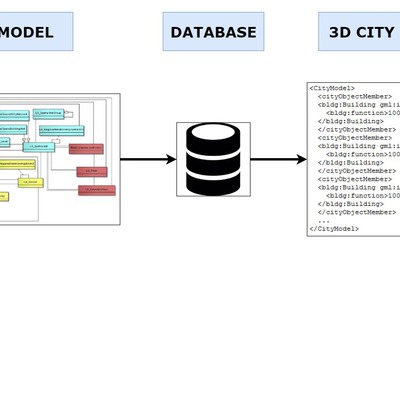 MODEL
DATABASE
3D CITY
<CityModel>
<cityObjectMember>
<bldg:Building gml:i
<bldg:function>100
</bldg:Building>
</cityObjectMember>
<cityObjectMember>
<bldg:Building gml:i
<bldg:function>100
</bldg:Building>
</cityObjectMember>
<cityObjectMember>
<bldg:Building gml:i
<bldg:function>100
</bldg:Building>
</cityObjectMember>
...
</CityModel>